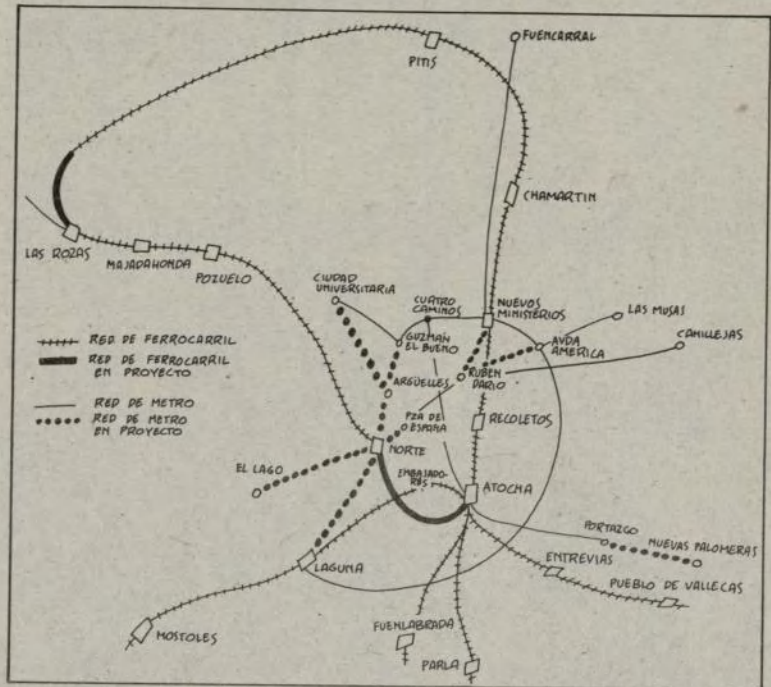 FUENCARRAL
PITIS
CHAMARTIN
LAS ROZAS
MAJADAHONDA
POZUELO
CIUDAD
UNIVERSITARIA
CUATRO
CAMINOS
NUEVOS
MINISTERIOS
LAS MUSAS
GUZMÁN
EL BUENO
AVDA
AMERICA
CANILLEJAS
RED DE FERROCARRIL
RED DE FERROCARRIL
EN PROYECTO
RED DE METRO
RED DE METRO
EN PROYECTO
ARGÜELLES
RUBEN
DARIO
PZA DE
ESPAÑA
RECOLETOS
NORTE
EL LAGO
EMBAJADO-
RES
ATOCHA
PORTAZGO
NUEVAS PALOMERAS
LAGUNA
ENTREVIAS
PUEBLO DE VALLECAS
MOSTOLES
FUENLABRADA
PARLA